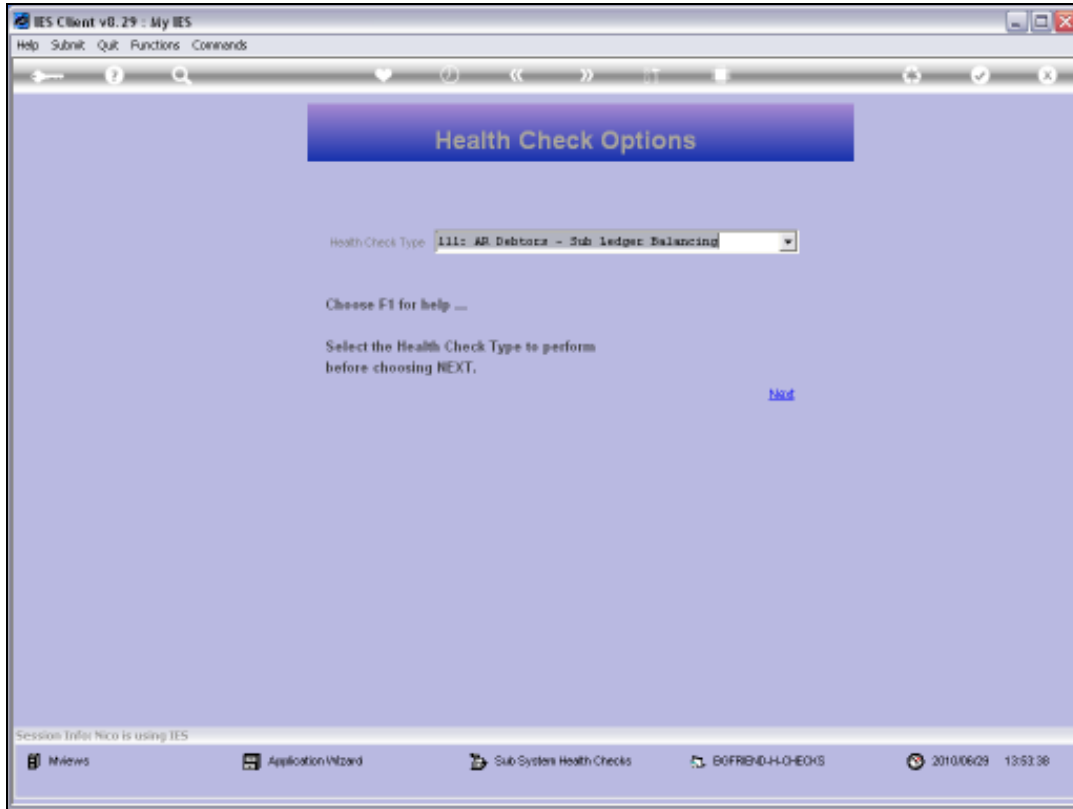 IES Client v8.29 : My IES
Help Submit Quit Functions Commands
Health Check Options
Health Check Type 111: AR Debtors - Sub ledger Balancing
Choose F1 for help ...
Select the Health Check Type to perform
before choosing NEXT.
Next
Session Info: Nico is using IES
Mviews Application Wizard Sub System Health Checks BGFRIEND-H-CHECKS 2010/06/29 13:53:38